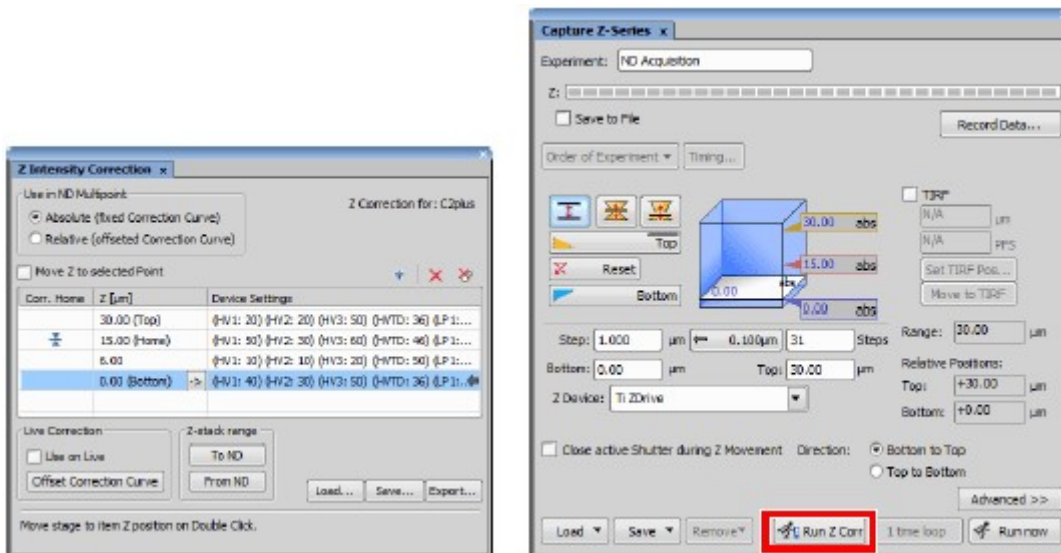 Z Intensity Correction x
Use in ND Multipoint
Absolute (fixed Correction Curve)
Relative (offseted Correction Curve)
Z Correction for: C2plus
Move Z to selected Point
Corr. Home Z [µm] Device Settings
30.00 (Top) (HV1: 20) (HV2: 20) (HV3: 50) (HVTD: 36) (LP1:...
15.00 (Home) (HV1: 50) (HV2: 30) (HV3: 60) (HVTD: 46) (LP1:...
6.00 (HV1: 10) (HV2: 10) (HV3: 20) (HVTD: 50) (LP1:...
0.00 (Bottom) -> (HV1: 40) (HV2: 30) (HV3: 50) (HVTD: 36) (LP1:...
Live Correction
Use on Live
Offset Correction Curve
Z-stack range
To ND
From ND
Load... Save... Export...
Move stage to item Z position on Double Click.
Capture Z-Series x
Experiment: ND Acquisition
Z:
Save to File
Record Data...
Order of Experiment Timing...
Top
Reset
Bottom
30.00 abs
15.00 abs
0.00 abs
0.00 abs
TIRF
N/A µm
N/A PFS
Set TIRF Pos...
Move to TIRF
Step: 1.000 µm 0.100µm 31 Steps
Range: 30.00 µm
Bottom: 0.00 µm Top: 30.00 µm
Relative Positions:
Top: +30.00 µm
Bottom: +0.00 µm
Z Device: Ti ZDrive
Close active Shutter during Z Movement Direction: Bottom to Top
Top to Bottom
Advanced >>
Load Save Remove Run Z Corr 1 time loop Run now